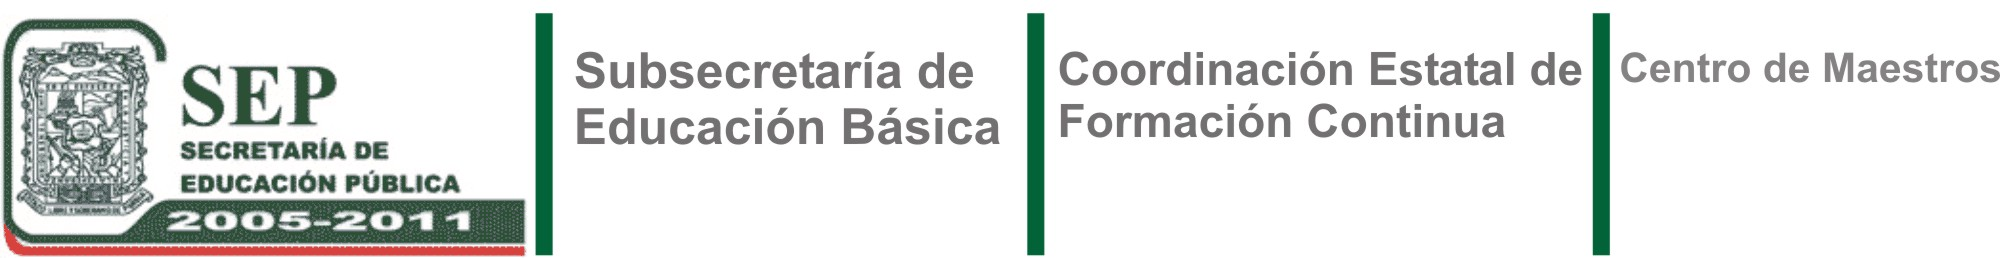 SEP
SECRETARÍA DE
EDUCACIÓN PÚBLICA
2005-2011
Subsecretaría de
Educación Básica
Coordinación Estatal de
Formación Continua
Centro de Maestros